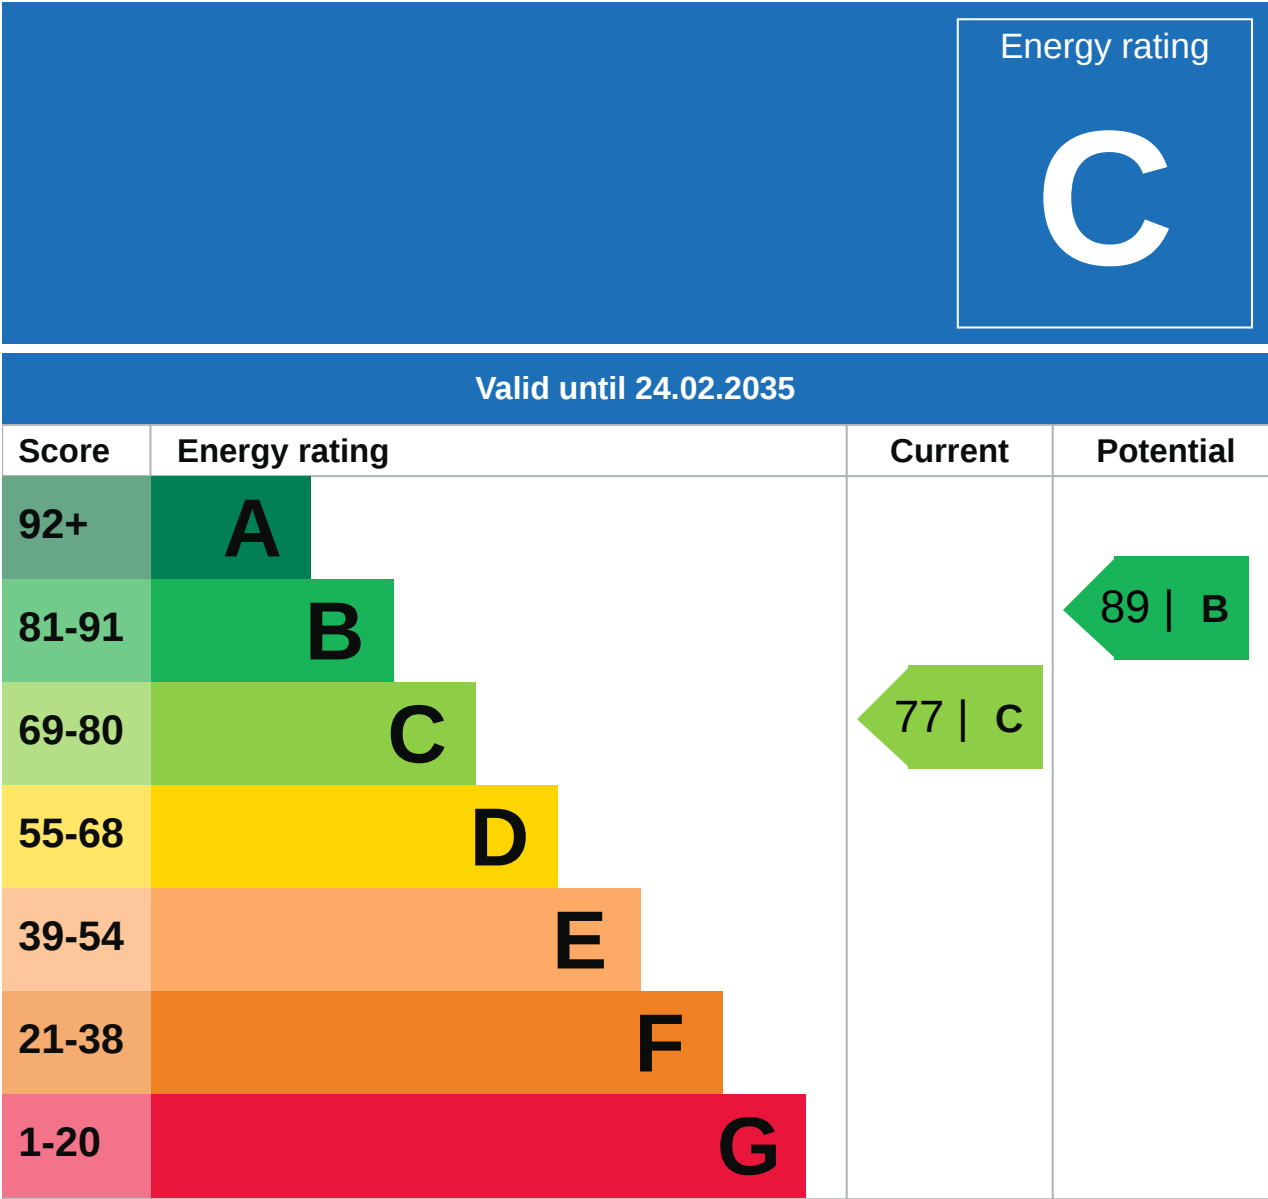 Energy rating
C
Valid until 24.02.2035
Score Energy rating Current Potential
92+ A
81-91 B 89 | B
69-80 C 77 | C
55-68 D
39-54 E
21-38 F
1-20 G